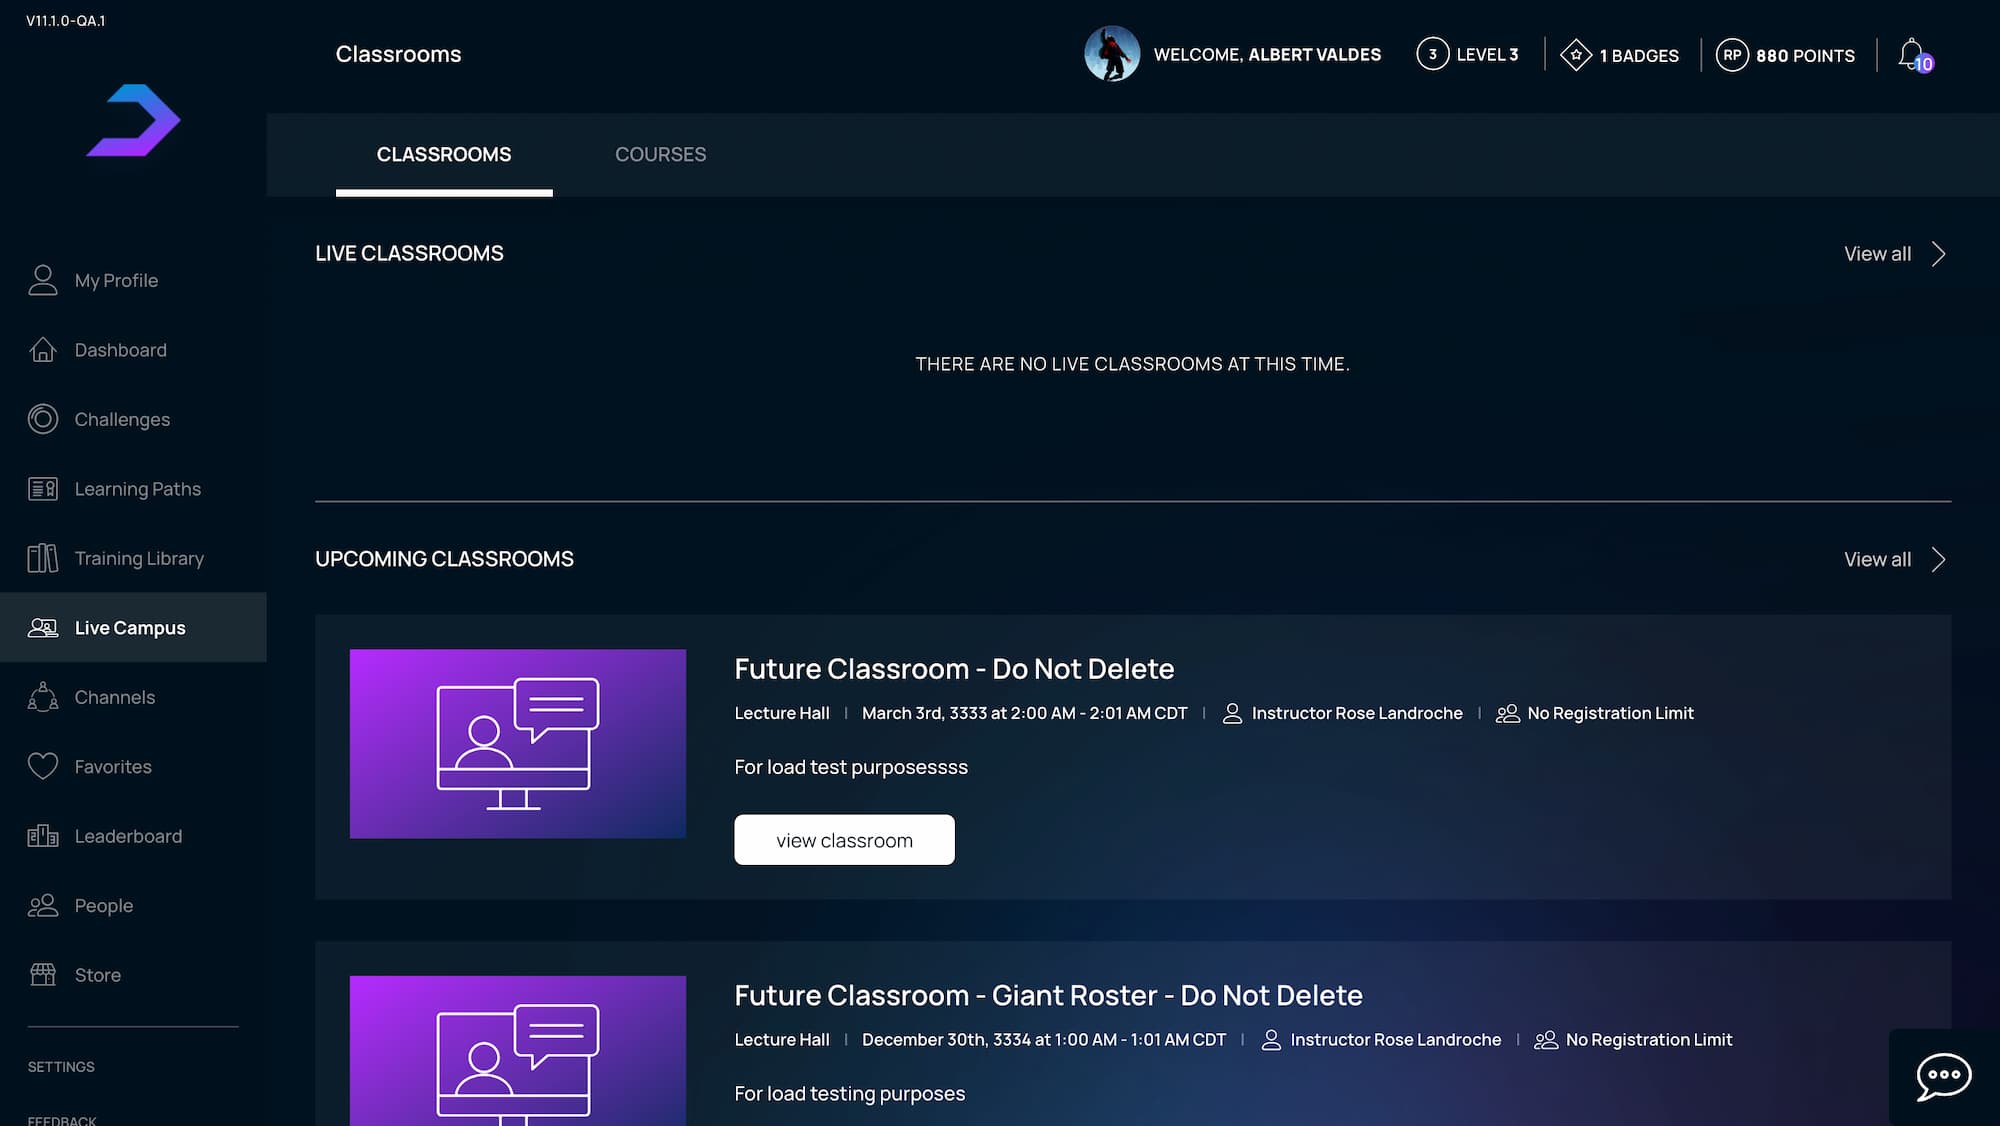 V11.1.0-QA.1
Classrooms
WELCOME, ALBERT VALDES
3 LEVEL 3
1 BADGES
RP 880 POINTS
10
CLASSROOMS
COURSES
My Profile
Dashboard
Challenges
Learning Paths
Training Library
Live Campus
Channels
Favorites
Leaderboard
People
Store
SETTINGS
FEEDBACK
LIVE CLASSROOMS
View all
THERE ARE NO LIVE CLASSROOMS AT THIS TIME.
UPCOMING CLASSROOMS
View all
Future Classroom - Do Not Delete
Lecture Hall | March 3rd, 3333 at 2:00 AM - 2:01 AM CDT | Instructor Rose Landroche | No Registration Limit
For load test purposessss
view classroom
Future Classroom - Giant Roster - Do Not Delete
Lecture Hall | December 30th, 3334 at 1:00 AM - 1:01 AM CDT | Instructor Rose Landroche | No Registration Limit
For load testing purposes